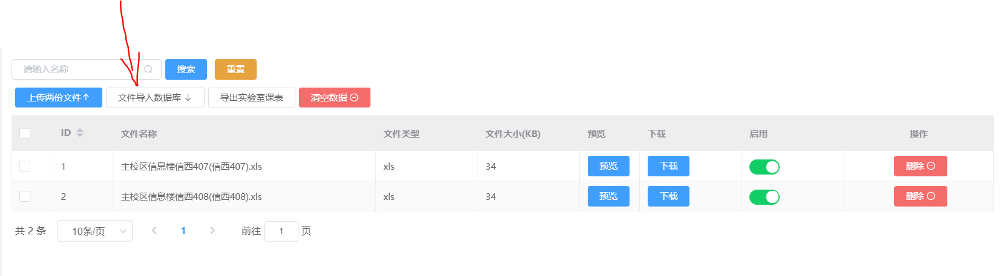 请输入名称 搜索 重置
上传两份文件↑ 文件导入数据库↓ 导出实验室课表 清空数据
ID 文件名称 文件类型 文件大小(KB) 预览 下载 启用 操作
1 主校区信息楼信西407(信西407).xls xls 34 预览 下载 删除
2 主校区信息楼信西408(信西408).xls xls 34 预览 下载 删除
共 2 条 10条/页 1 前往 1 页